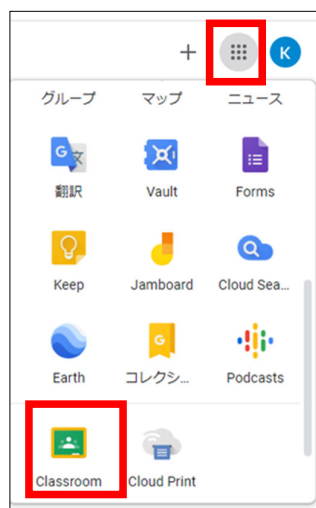 + K
グループ マップ ニュース
翻訳 Vault Forms
Keep Jamboard Cloud Sea...
Earth コレクシ... Podcasts
Classroom Cloud Print